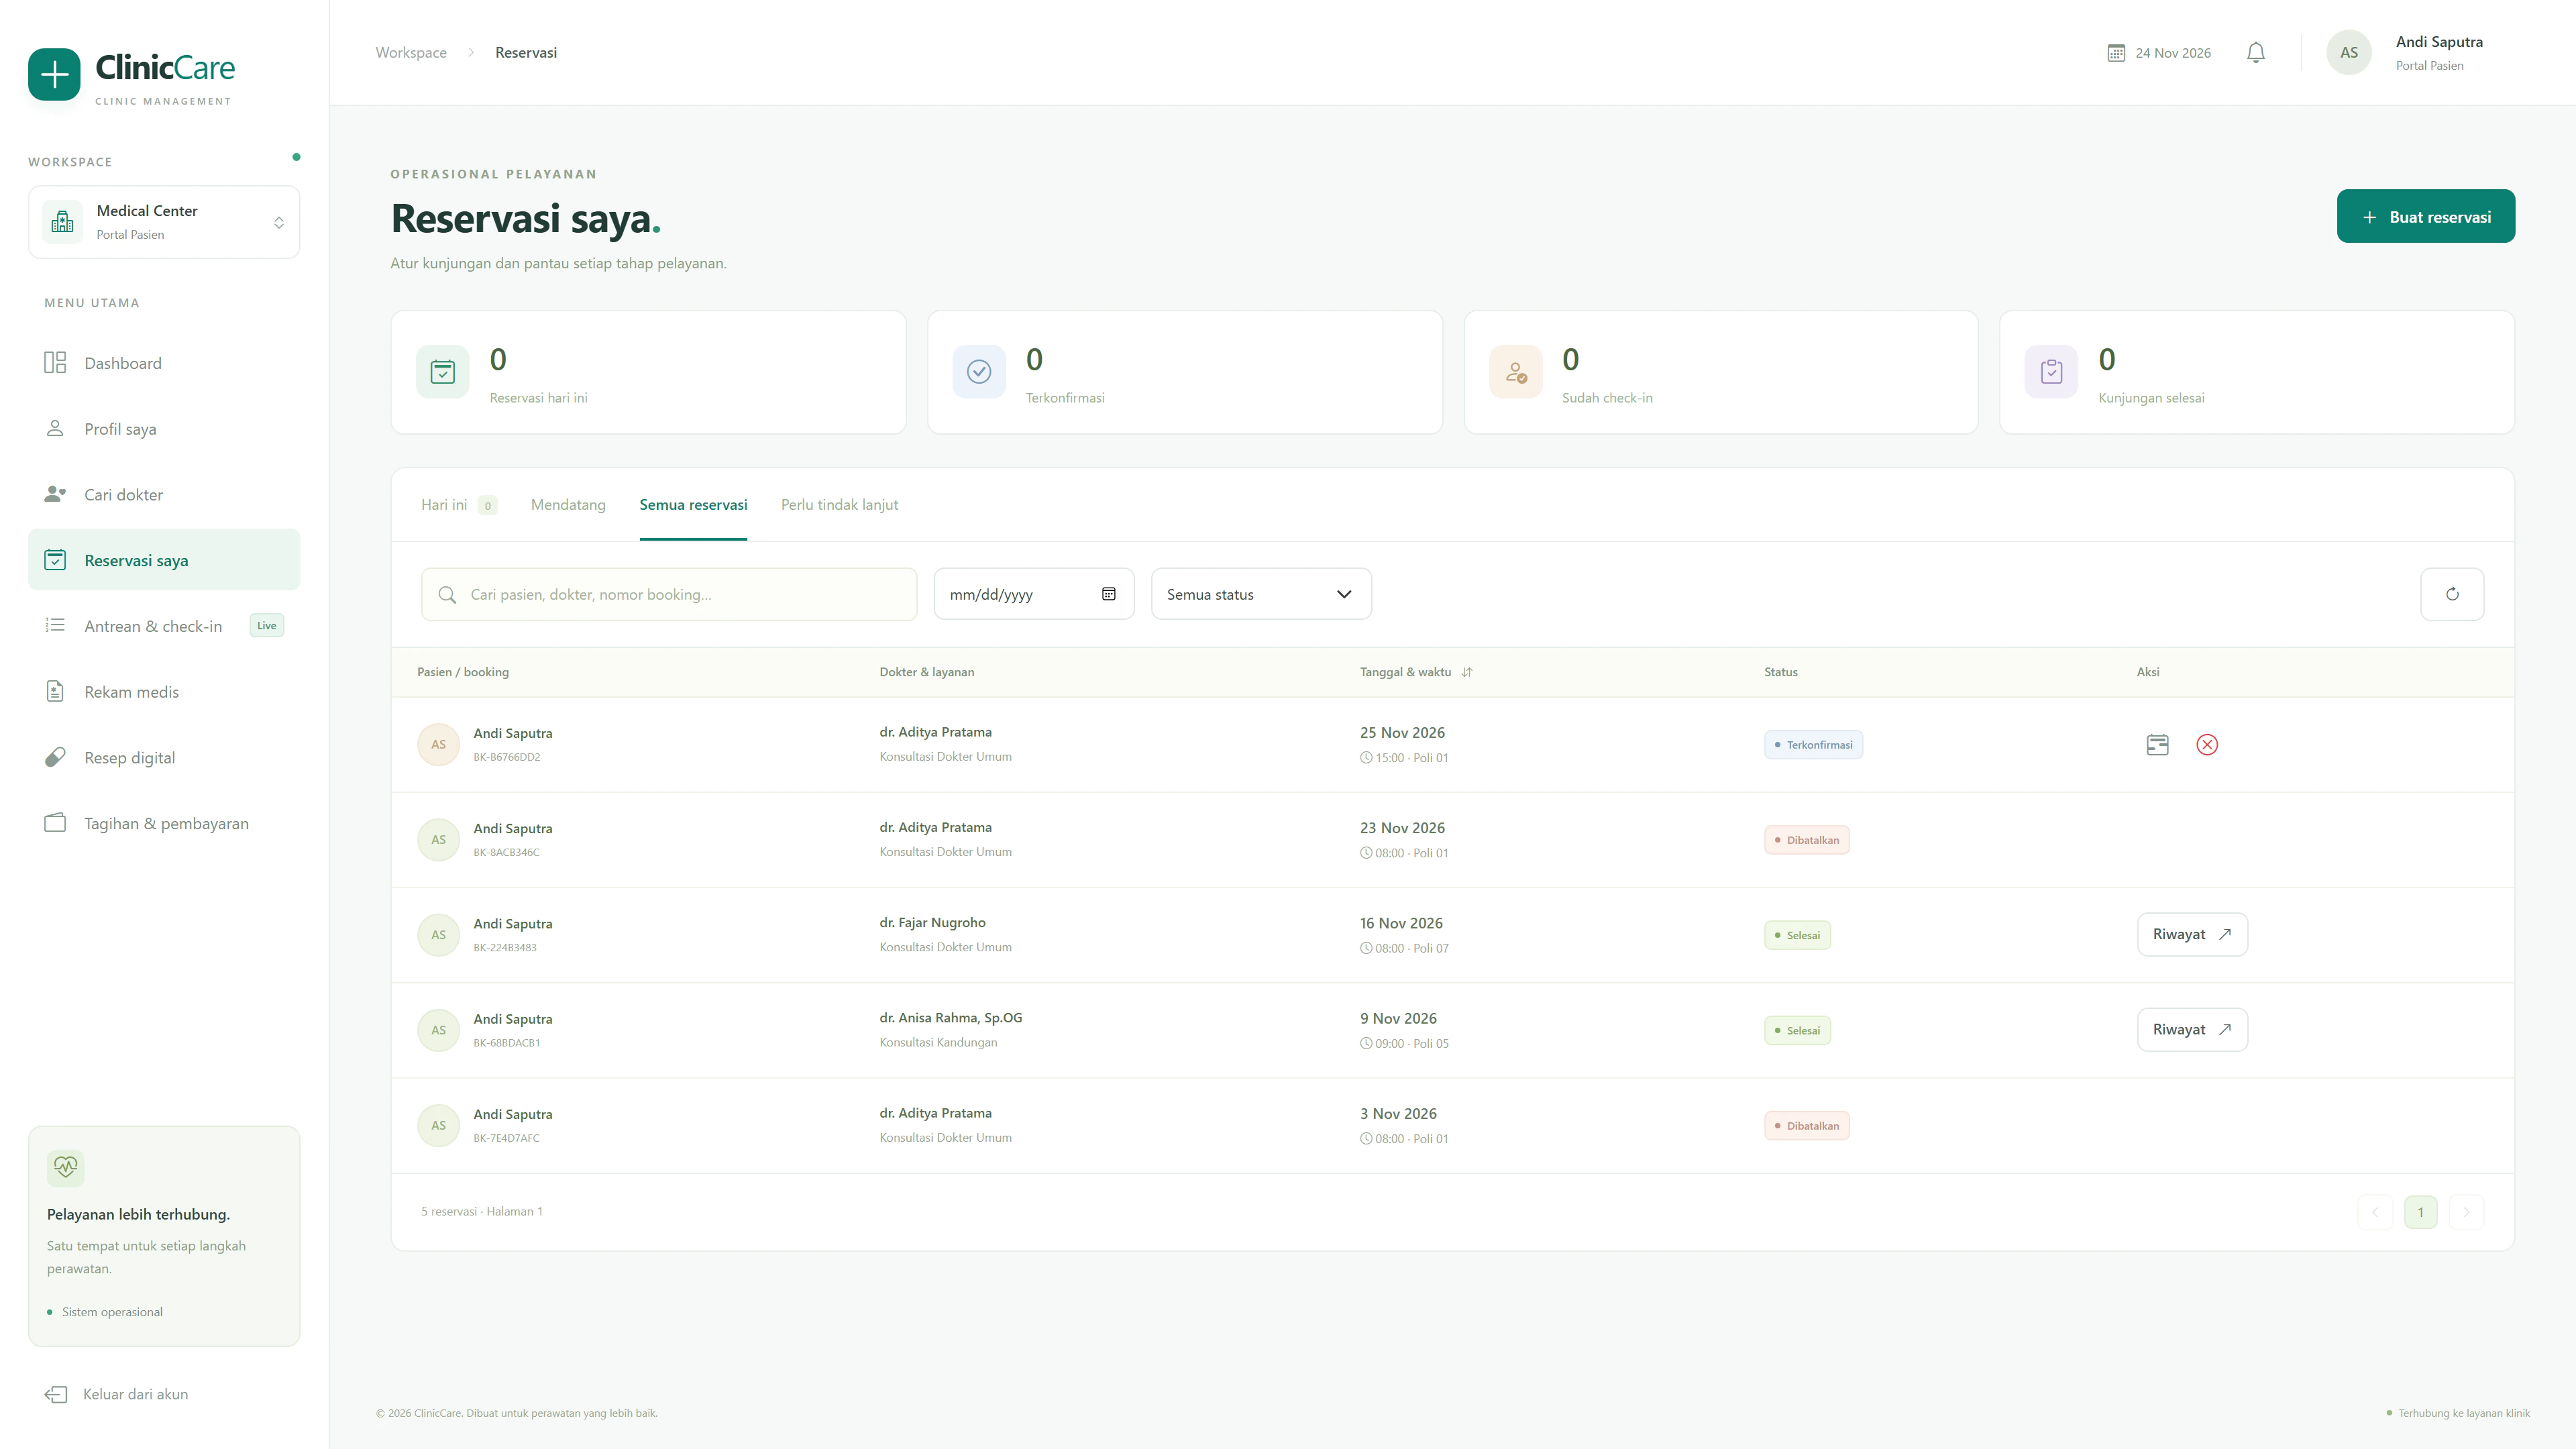 ClinicCare
CLINIC MANAGEMENT
WORKSPACE
Medical Center
Portal Pasien
MENU UTAMA
Dashboard
Profil saya
Cari dokter
Reservasi saya
Antrean & check-in Live
Rekam medis
Resep digital
Tagihan & pembayaran
Pelayanan lebih terhubung.
Satu tempat untuk setiap langkah
perawatan.
Sistem operasional
Keluar dari akun
Workspace Reservasi
24 Nov 2026
AS
Andi Saputra
Portal Pasien
OPERASIONAL PELAYANAN
Reservasi saya.
Atur kunjungan dan pantau setiap tahap pelayanan.
Buat reservasi
0
Reservasi hari ini
0
Terkonfirmasi
0
Sudah check-in
0
Kunjungan selesai
Hari ini 0 Mendatang Semua reservasi Perlu tindak lanjut
Cari pasien, dokter, nomor booking... mm/dd/yyyy Semua status
Pasien / booking Dokter & layanan Tanggal & waktu Status Aksi
AS Andi Saputra dr. Aditya Pratama 25 Nov 2026 Terkonfirmasi
BK-B6766DD2 Konsultasi Dokter Umum 15:00 · Poli 01
AS Andi Saputra dr. Aditya Pratama 23 Nov 2026 Dibatalkan
BK-8ACB346C Konsultasi Dokter Umum 08:00 · Poli 01
AS Andi Saputra dr. Fajar Nugroho 16 Nov 2026 Selesai Riwayat
BK-224B3483 Konsultasi Dokter Umum 08:00 · Poli 07
AS Andi Saputra dr. Anisa Rahma, Sp.OG 9 Nov 2026 Selesai Riwayat
BK-68BDACB1 Konsultasi Kandungan 09:00 · Poli 05
AS Andi Saputra dr. Aditya Pratama 3 Nov 2026 Dibatalkan
BK-7E4D7AFC Konsultasi Dokter Umum 08:00 · Poli 01
5 reservasi · Halaman 1 1
© 2026 ClinicCare. Dibuat untuk perawatan yang lebih baik.
Terhubung ke layanan klinik